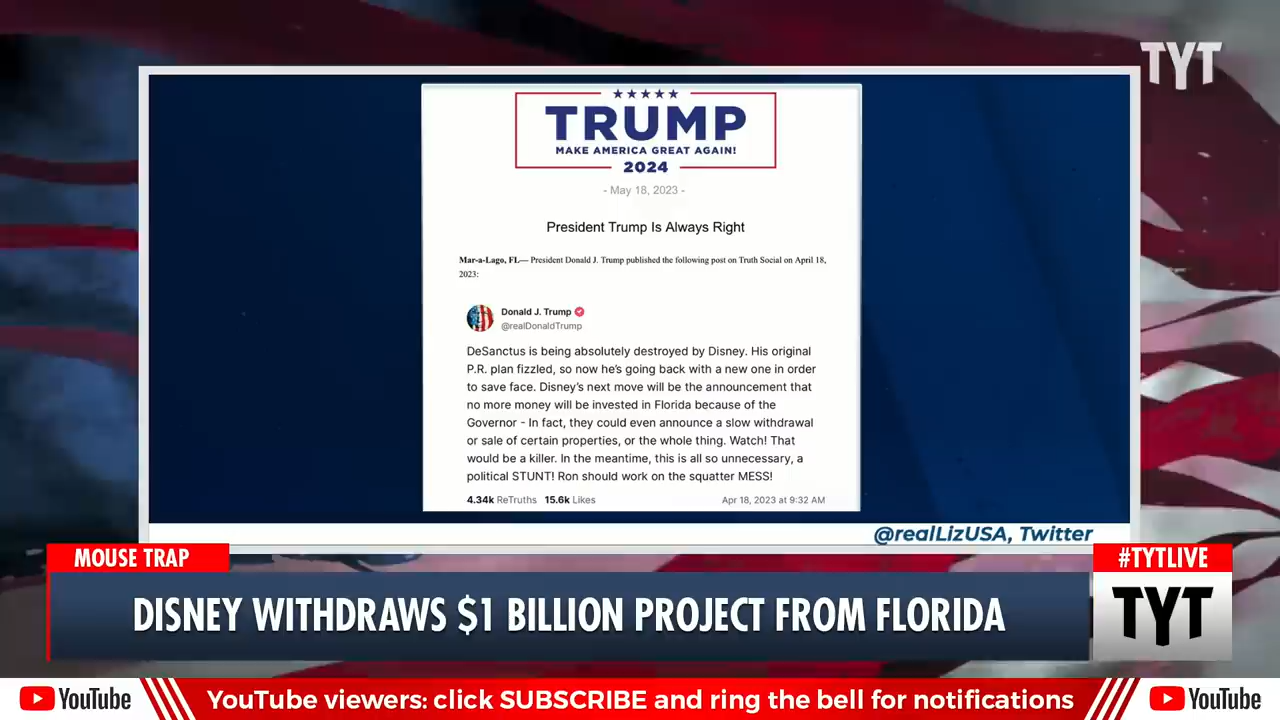 TYT
TRUMP
MAKE AMERICA GREAT AGAIN!
2024
- May 18, 2023 -
President Trump Is Always Right
Mar-a-Lago, FL— President Donald J. Trump published the following post on Truth Social on April 18,
2023:
Donald J. Trump
@realDonaldTrump
DeSanctus is being absolutely destroyed by Disney. His original
P.R. plan fizzled, so now he's going back with a new one in order
to save face. Disney's next move will be the announcement that
no more money will be invested in Florida because of the
Governor - In fact, they could even announce a slow withdrawal
or sale of certain properties, or the whole thing. Watch! That
would be a killer. In the meantime, this is all so unnecessary, a
political STUNT! Ron should work on the squatter MESS!
4.34k ReTruths 15.6k Likes Apr 18, 2023 at 9:32 AM
@realLizUSA, Twitter
MOUSE TRAP
#TYTLIVE
DISNEY WITHDRAWS $1 BILLION PROJECT FROM FLORIDA
TYT
YouTube YouTube viewers: click SUBSCRIBE and ring the bell for notifications YouTube